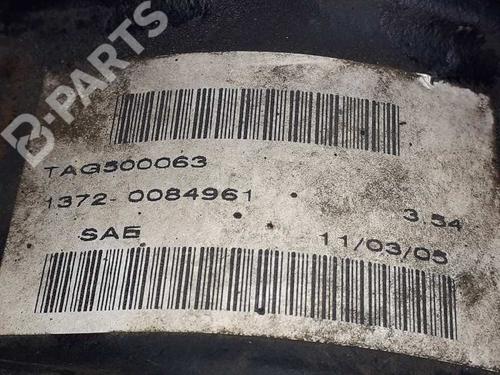 B-PARTS
TAG500063
1372-0084961
3.54
SAE
11/03/05